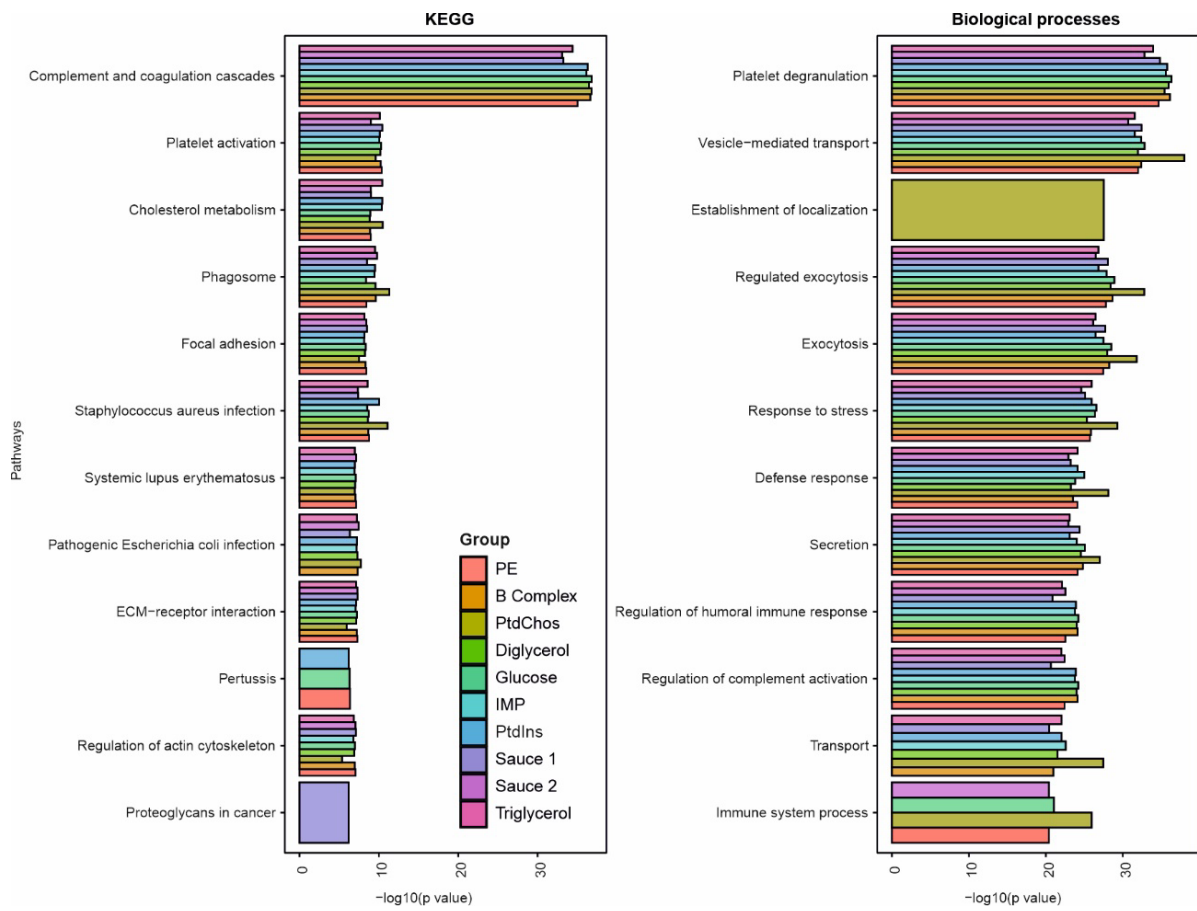 KEGG
Pathways
Complement and coagulation cascades
Platelet activation
Cholesterol metabolism
Phagosome
Focal adhesion
Staphylococcus aureus infection
Systemic lupus erythematosus
Pathogenic Escherichia coli infection
ECM−receptor interaction
Pertussis
Regulation of actin cytoskeleton
Proteoglycans in cancer
0
10
20
30
−log10(p value)
Group
PE
B Complex
PtdChos
Diglycerol
Glucose
IMP
PtdIns
Sauce 1
Sauce 2
Triglycerol
Biological processes
Platelet degranulation
Vesicle−mediated transport
Establishment of localization
Regulated exocytosis
Exocytosis
Response to stress
Defense response
Secretion
Regulation of humoral immune response
Regulation of complement activation
Transport
Immune system process
0
10
20
30
−log10(p value)